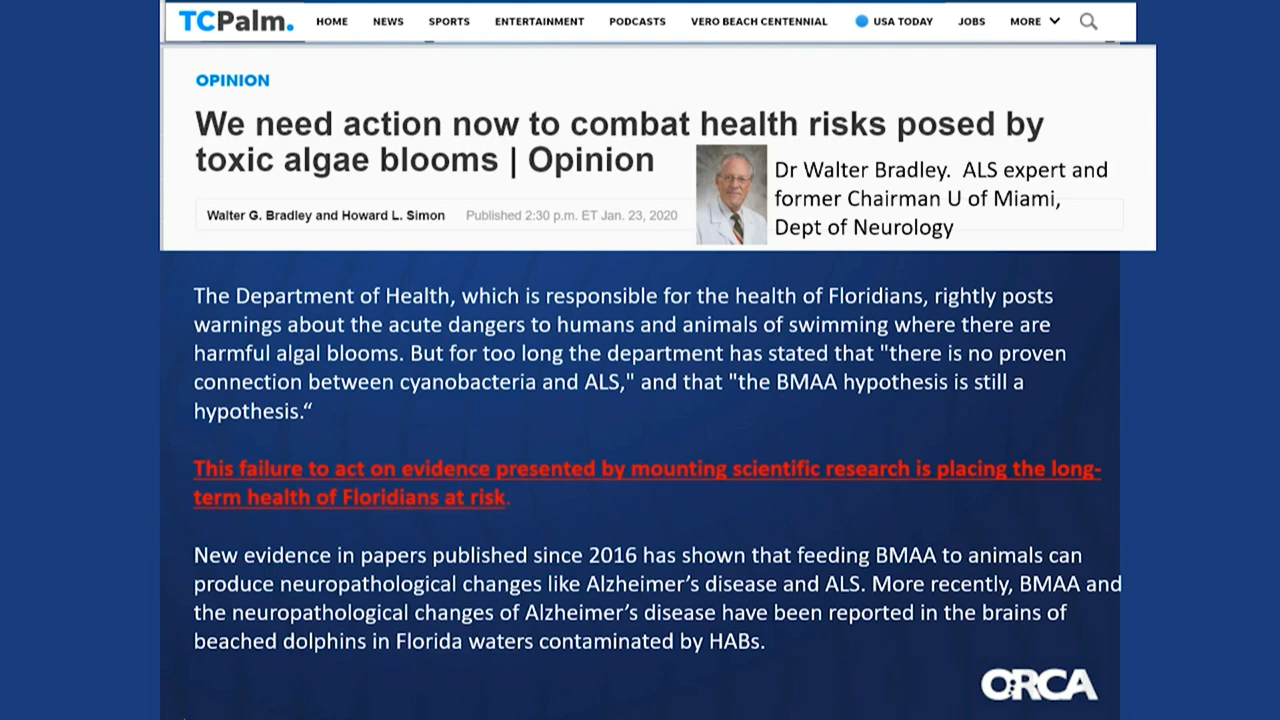 TCPalm.
HOME NEWS SPORTS ENTERTAINMENT PODCASTS VERO BEACH CENTENNIAL USA TODAY JOBS MORE
OPINION
We need action now to combat health risks posed by
toxic algae blooms | Opinion
Walter G. Bradley and Howard L. Simon Published 2:30 p.m. ET Jan. 23, 2020
Dr Walter Bradley. ALS expert and
former Chairman U of Miami,
Dept of Neurology
The Department of Health, which is responsible for the health of Floridians, rightly posts
warnings about the acute dangers to humans and animals of swimming where there are
harmful algal blooms. But for too long the department has stated that "there is no proven
connection between cyanobacteria and ALS," and that "the BMAA hypothesis is still a
hypothesis.“
This failure to act on evidence presented by mounting scientific research is placing the long-
term health of Floridians at risk.
New evidence in papers published since 2016 has shown that feeding BMAA to animals can
produce neuropathological changes like Alzheimer’s disease and ALS. More recently, BMAA and
the neuropathological changes of Alzheimer’s disease have been reported in the brains of
beached dolphins in Florida waters contaminated by HABs.
ORCA